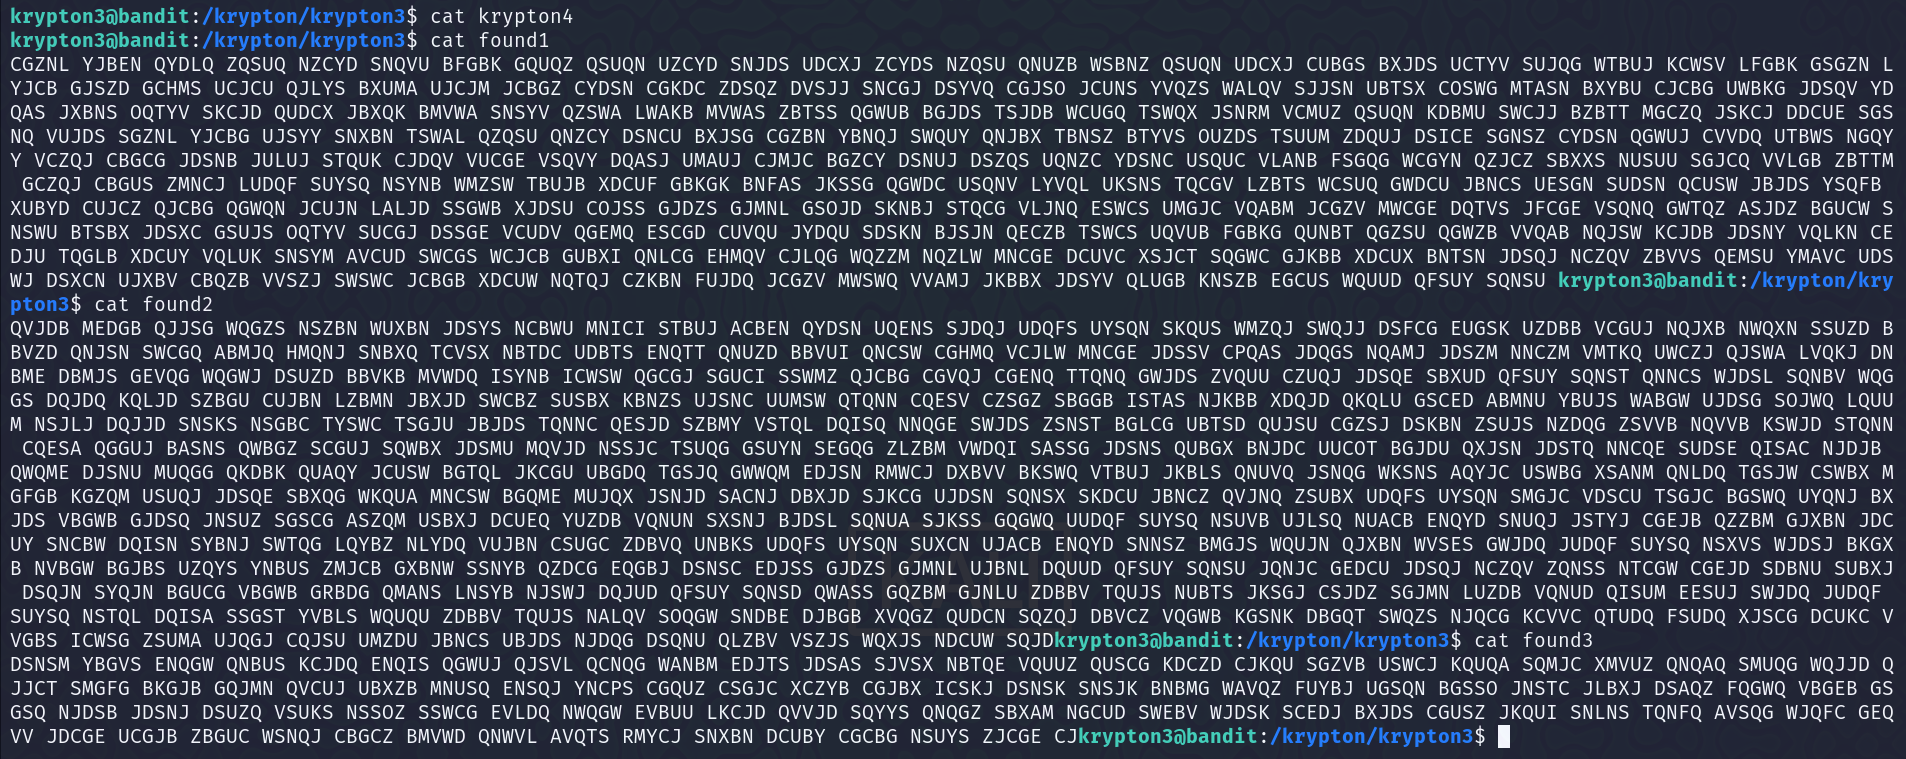 krypton3@bandit:/krypton/krypton3$ cat krypton4
krypton3@bandit:/krypton/krypton3$ cat found1
CGZNL YJBEN QYDLQ ZQSUQ NZCYD SNQVU BFGBK GQUQZ QSUQN UZCYD SNJDS UDCXJ ZCYDS NZQSU QNUZB WSBNZ QSUQN UDCXJ CUBGS BXJDS UCTYV SUJQG WTBUJ KCWSV LFGBK GSGZN L
YJCB GJSZD GCHMS UCJCU QJLYS BXUMA UJCJM JCBGZ CYDSN CGKDC ZDSQZ DVSJJ SNCGJ DSYVQ CGJSO JCUNS YVQZS WALQV SJJSN UBTSX COSWG MTASN BXYBU CJCBG UWBKG JDSQV YD
QAS JXBNS OQTYV SKCJD QUDCX JBXQK BMVWA SNSYV QZSWA LWAKB MVWAS ZBTSS QGWUB BGJDS TSJDB WCUGQ TSWQX JSNRM VCMUZ QSUQN KDBMU SWCJJ BZBTT MGCZQ JSKCJ DDCUE SGS
NQ VUJDS SGZNL YJCBG UJSYY SNXBN TSWAL QZQSU QNZCY DSNCU BXJSG CGZBN YBNQJ SWQUY QNJBX TBNSZ BTYVS OUZDS TSUUM ZDQUJ DSICE SGNSZ CYDSN QGWUJ CVVDQ UTBWS NGQY
Y VCZQJ CBGCG JDSNB JULUJ STQUK CJDQV VUCGE VSQVY DQASJ UMAUJ CJMJC BGZCY DSNUJ DSZQS UQNZC YDSNC USQUC VLANB FSGQG WCGYN QZJCZ SBXXS NUSUU SGJCQ VVLGB ZBTTM
GCZQJ CBGUS ZMNCJ LUDQF SUYSQ NSYNB WMZSW TBUJB XDCUF GBKGK BNFAS JKSSG QGWDC USQNV LYVQL UKSNS TQCGV LZBTS WCSUQ GWDCU JBNCS UESGN SUDSN QCUSW JBJDS YSQFB
XUBYD CUJCZ QJCBG QGWQN JCUJN LALJD SSGWB XJDSU COJSS GJDZS GJMNL GSOJD SKNBJ STQCG VLJNQ ESWCS UMGJC VQABM JCGZV MWCGE DQTVS JFCGE VSQNQ GWTQZ ASJDZ BGUCW S
NSWU BTSBX JDSXC GSUJS OQTYV SUCGJ DSSGE VCUDV QGEMQ ESCGD CUVQU JYDQU SDSKN BJSJN QECZB TSWCS UQVUB FGBKG QUNBT QGZSU QGWZB VVQAB NQJSW KCJDB JDSNY VQLKN CE
DJU TQGLB XDCUY VQLUK SNSYM AVCUD SWCGS WCJCB GUBXI QNLCG EHMQV CJLQG WQZZM NQZLW MNCGE DCUVC XSJCT SQGWC GJKBB XDCUX BNTSN JDSQJ NCZQV ZBVVS QEMSU YMAVC UDS
WJ DSXCN UJXBV CBQZB VVSZJ SWSWC JCBGB XDCUW NQTQJ CZKBN FUJDQ JCGZV MWSWQ VVAMJ JKBBX JDSYV QLUGB KNSZB EGCUS WQUUD QFSUY SQNSU krypton3@bandit:/krypton/kry
pton3$ cat found2
QVJDB MEDGB QJJSG WQGZS NSZBN WUXBN JDSYS NCBWU MNICI STBUJ ACBEN QYDSN UQENS SJDQJ UDQFS UYSQN SKQUS WMZQJ SWQJJ DSFCG EUGSK UZDBB VCGUJ NQJXB NWQXN SSUZD B
BVZD QNJSN SWCGQ ABMJQ HMQNJ SNBXQ TCVSX NBTDC UDBTS ENQTT QNUZD BBVUI QNCSW CGHMQ VCJLW MNCGE JDSSV CPQAS JDQGS NQAMJ JDSZM NNCZM VMTKQ UWCZJ QJSWA LVQKJ DN
BME DBMJS GEVQG WQGWJ DSUZD BBVKB MVWDQ ISYNB ICWSW QGCGJ SGUCI SSWMZ QJCBG CGVQJ CGENQ TTQNQ GWJDS ZVQUU CZUQJ JDSQE SBXUD QFSUY SQNST QNNCS WJDSL SQNBV WQG
GS DQJDQ KQLJD SZBGU CUJBN LZBMN JBXJD SWCBZ SUSBX KBNZS UJSNC UUMSW QTQNN CQESV CZSGZ SBGGB ISTAS NJKBB XDQJD QKQLU GSCED ABMNU YBUJS WABGW UJDSG SOJWQ LQUU
M NSJLJ DQJJD SNSKS NSGBC TYSWC TSGJU JBJDS TQNNC QESJD SZBMY VSTQL DQISQ NNQGE SWJDS ZSNST BGLCG UBTSD QUJSU CGZSJ DSKBN ZSUJS NZDQG ZSVVB NQVVB KSWJD STQNN
CQESA QGGUJ BASNS QWBGZ SCGUJ SQWBX JDSMU MQVJD NSSJC TSUQG GSUYN SEGQG ZLZBM VWDQI SASSG JDSNS QUBGX BNJDC UUCOT BGJDU QXJSN JDSTQ NNCQE SUDSE QISAC NJDJB
QWQME DJSNU MUQGG QKDBK QUAQY JCUSW BGTQL JKCGU UBGDQ TGSJQ GWWQM EDJSN RMWCJ DXBVV BKSWQ VTBUJ JKBLS QNUVQ JSNQG WKSNS AQYJC USWBG XSANM QNLDQ TGSJW CSWBX M
GFGB KGZQM USUQJ JDSQE SBXQG WKQUA MNCSW BGQME MUJQX JSNJD SACNJ DBXJD SJKCG UJDSN SQNSX SKDCU JBNCZ QVJNQ ZSUBX UDQFS UYSQN SMGJC VDSCU TSGJC BGSWQ UYQNJ BX
JDS VBGWB GJDSQ JNSUZ SGSCG ASZQM USBXJ DCUEQ YUZDB VQNUN SXSNJ BJDSL SQNUA SJKSS GQGWQ UUDQF SUYSQ NSUVB UJLSQ NUACB ENQYD SNUQJ JSTYJ CGEJB QZZBM GJXBN JDC
UY SNCBW DQISN SYBNJ SWTQG LQYBZ NLYDQ VUJBN CSUGC ZDBVQ UNBKS UDQFS UYSQN SUXCN UJACB ENQYD SNNSZ BMGJS WQUJN QJXBN WVSES GWJDQ JUDQF SUYSQ NSXVS WJDSJ BKGX
B NVBGW BGJBS UZQYS YNBUS ZMJCB GXBNW SSNYB QZDCG EQGBJ DSNSC EDJSS GJDZS GJMNL UJBNL DQUUD QFSUY SQNSU JQNJC GEDCU JDSQJ NCZQV ZQNSS NTCGW CGEJD SDBNU SUBXJ
DSQJN SYQJN BGUCG VBGWB GRBDG QMANS LNSYB NJSWJ DQJUD QFSUY SQNSD QWASS GQZBM GJNLU ZDBBV TQUJS NUBTS JKSGJ CSJDZ SGJMN LUZDB VQNUD QISUM EESUJ SWJDQ JUDQF
SUYSQ NSTQL DQISA SSGST YVBLS WQUQU ZDBBV TQUJS NALQV SOQGW SNDBE DJBGB XVQGZ QUDCN SQZQJ DBVCZ VQGWB KGSNK DBGQT SWQZS NJQCG KCVVC QTUDQ FSUDQ XJSCG DCUKC V
VGBS ICWSG ZSUMA UJQGJ CQJSU UMZDU JBNCS UBJDS NJDQG DSQNU QLZBV VSZJS WQXJS NDCUW SQJDkrypton3@bandit:/krypton/krypton3$ cat found3
DSNSM YBGVS ENQGW QNBUS KCJDQ ENQIS QGWUJ QJSVL QCNQG WANBM EDJTS JDSAS SJVSX NBTQE VQUUZ QUSCG KDCZD CJKQU SGZVB USWCJ KQUQA SQMJC XMVUZ QNQAQ SMUQG WQJJD Q
JJCT SMGFG BKGJB GQJMN QVCUJ UBXZB MNUSQ ENSQJ YNCPS CGQUZ CSGJC XCZYB CGJBX ICSKJ DSNSK SNSJK BNBMG WAVQZ FUYBJ UGSQN BGSSO JNSTC JLBXJ DSAQZ FQGWQ VBGEB GS
GSQ NJDSB JDSNJ DSUZQ VSUKS NSSOZ SSWCG EVLDQ NWQGW EVBUU LKCJD QVVJD SQYYS QNQGZ SBXAM NGCUD SWEBV WJDSK SCEDJ BXJDS CGUSZ JKQUI SNLNS TQNFQ AVSQG WJQFC GEQ
VV JDCGE UCGJB ZBGUC WSNQJ CBGCZ BMVWD QNWVL AVQTS RMYCJ SNXBN DCUBY CGCBG NSUYS ZJCGE CJkrypton3@bandit:/krypton/krypton3$